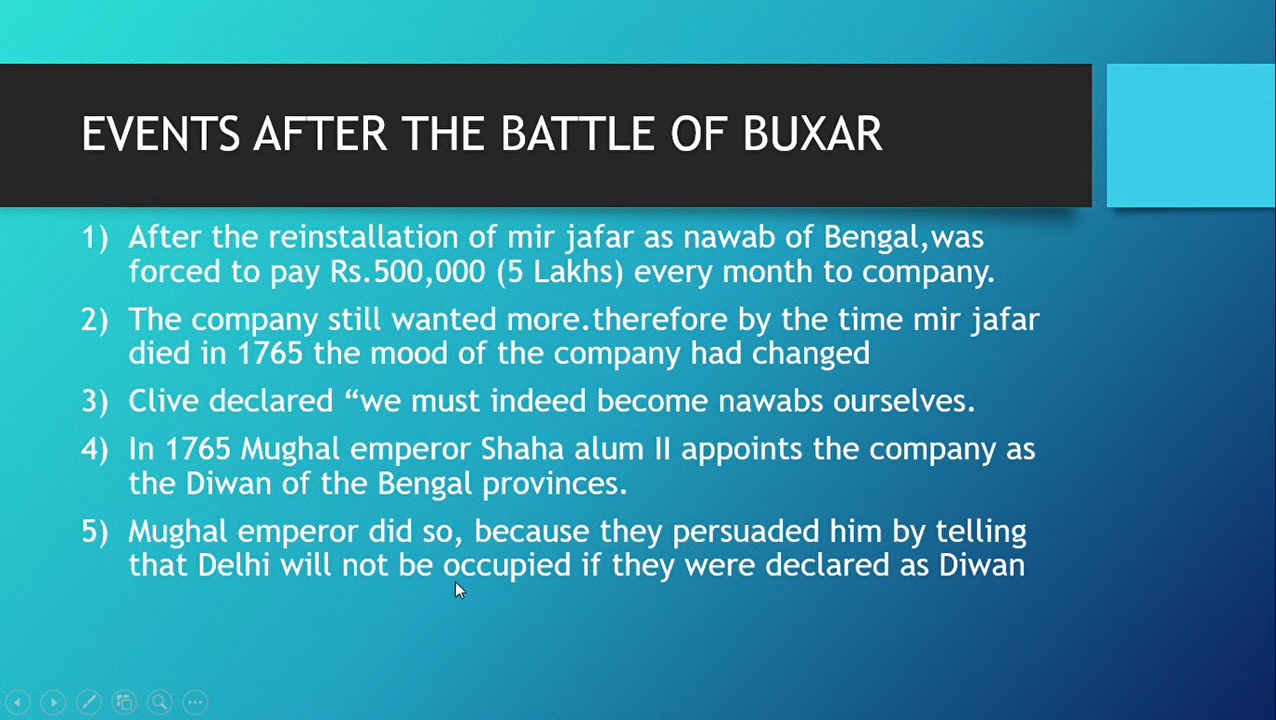 EVENTS AFTER THE BATTLE OF BUXAR
1) After the reinstallation of mir jafar as nawab of Bengal,was
forced to pay Rs.500,000 (5 Lakhs) every month to company.
2) The company still wanted more.therefore by the time mir jafar
died in 1765 the mood of the company had changed
3) Clive declared “we must indeed become nawabs ourselves.
4) In 1765 Mughal emperor Shaha alum II appoints the company as
the Diwan of the Bengal provinces.
5) Mughal emperor did so, because they persuaded him by telling
that Delhi will not be occupied if they were declared as Diwan